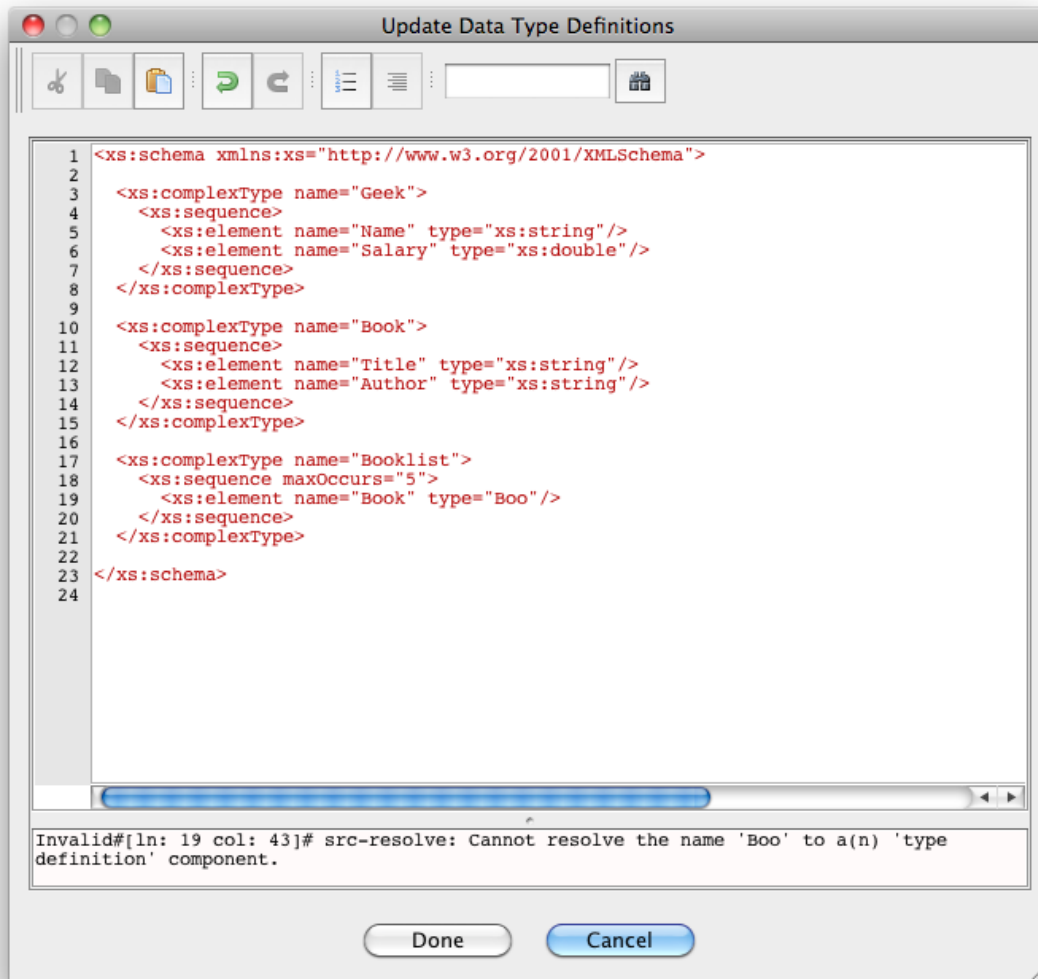 Update Data Type Definitions
1 <xs:schema xmlns:xs="http://www.w3.org/2001/XMLSchema">
2
3 <xs:complexType name="Geek">
4 <xs:sequence>
5 <xs:element name="Name" type="xs:string"/>
6 <xs:element name="Salary" type="xs:double"/>
7 </xs:sequence>
8 </xs:complexType>
9
10 <xs:complexType name="Book">
11 <xs:sequence>
12 <xs:element name="Title" type="xs:string"/>
13 <xs:element name="Author" type="xs:string"/>
14 </xs:sequence>
15 </xs:complexType>
16
17 <xs:complexType name="Booklist">
18 <xs:sequence maxOccurs="5">
19 <xs:element name="Book" type="Boo"/>
20 </xs:sequence>
21 </xs:complexType>
22
23 </xs:schema>
24
Invalid#[ln: 19 col: 43]# src-resolve: Cannot resolve the name 'Boo' to a(n) 'type
definition' component.
Done Cancel